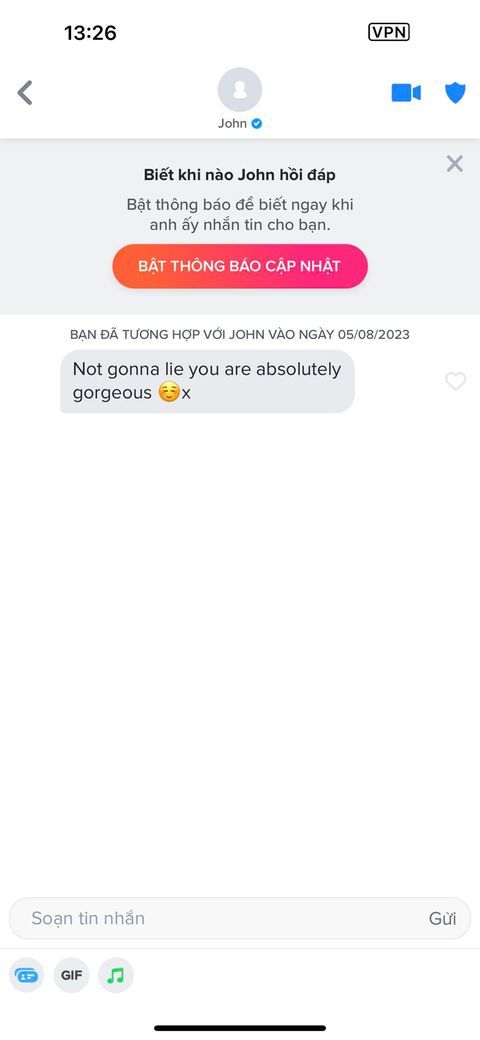 13:26
VPN
John
Biết khi nào John hồi đáp
Bật thông báo để biết ngay khi
anh ấy nhắn tin cho bạn.
BẬT THÔNG BÁO CẬP NHẬT
BẠN ĐÃ TƯƠNG HỢP VỚI JOHN VÀO NGÀY 05/08/2023
Not gonna lie you are absolutely
gorgeous ☺️x
Soạn tin nhắn
Gửi
GIF